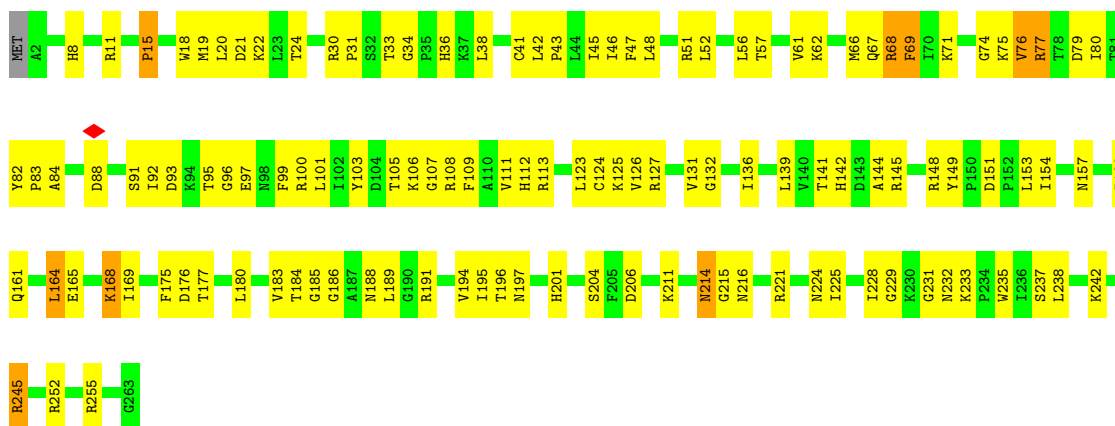 MET A2 H8 R11 P15 W18 M19 L20 D21 K22 L23 T24 R30 P31 S32 T33 G34 P35 H36 K37 L38 C41 L42 P43 L44 I45 I46 F47 L48 R51 L52 L56 T57 V61 K62 M66 Q67 R68 F69 I70 K71 G74 K75 V76 R77 T78 D79 I80 T81
Y82 P83 A84 D88 S91 I92 D93 K94 T95 G96 E97 N98 F99 R100 L101 I102 Y103 D104 T105 K106 G107 R108 F109 A110 V111 H112 R113 L123 C124 K125 V126 R127 V131 G132 I136 L139 V140 T141 H142 D143 A144 R145 R148 Y149 P150 D151 P152 L153 I154 N157
Q161 L164 E165 K168 I169 F175 D176 T177 L180 V183 T184 G185 G186 A187 N188 L189 G190 R191 V194 I195 T196 N197 H201 S204 F205 D206 K211 N214 G215 N216 R221 N224 I225 I228 G229 K230 G231 N232 K233 P234 W235 I236 S237 L238 K242
R245 R252 R255 G263